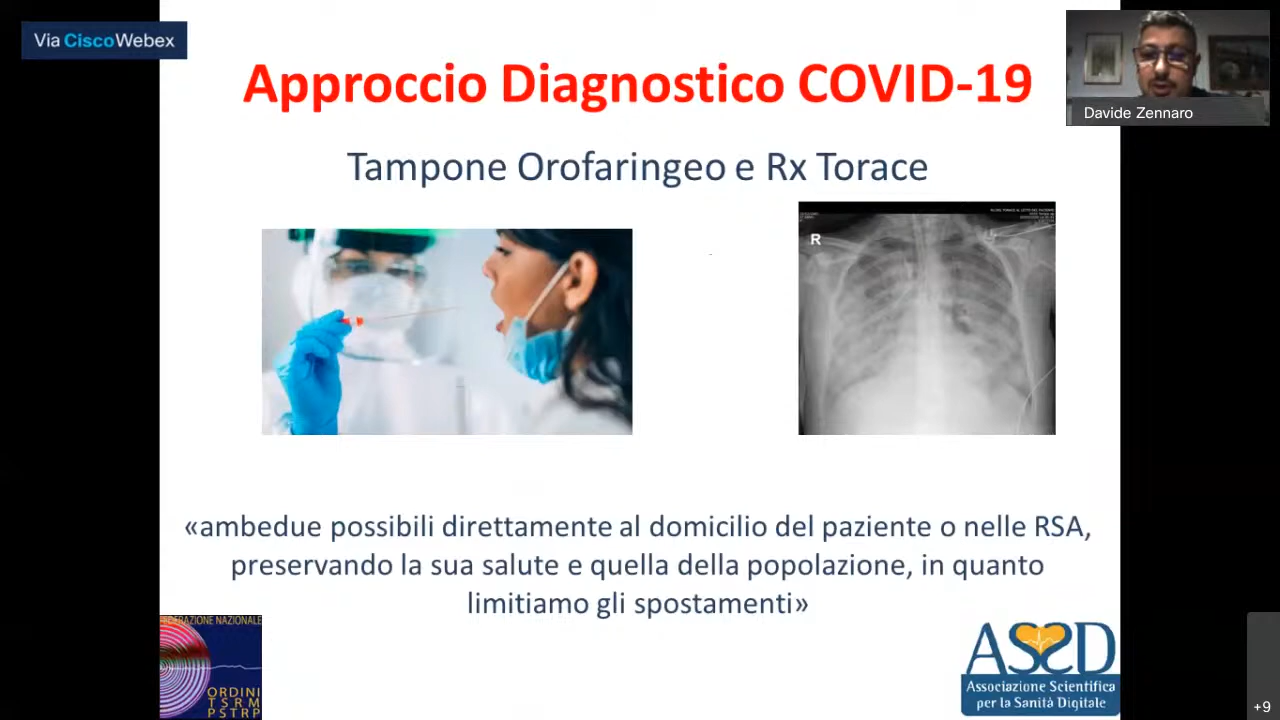 Via CiscoWebex
Approccio Diagnostico COVID-19
Davide Zennaro
Tampone Orofaringeo e Rx Torace
R
«ambedue possibili direttamente al domicilio del paziente o nelle RSA,
preservando la sua salute e quella della popolazione, in quanto
limitiamo gli spostamenti»
FEDERAZIONE NAZIONALE
ORDINI
TSRM
PSTRP
ASSD
Associazione Scientifica
per la Sanità Digitale
+9